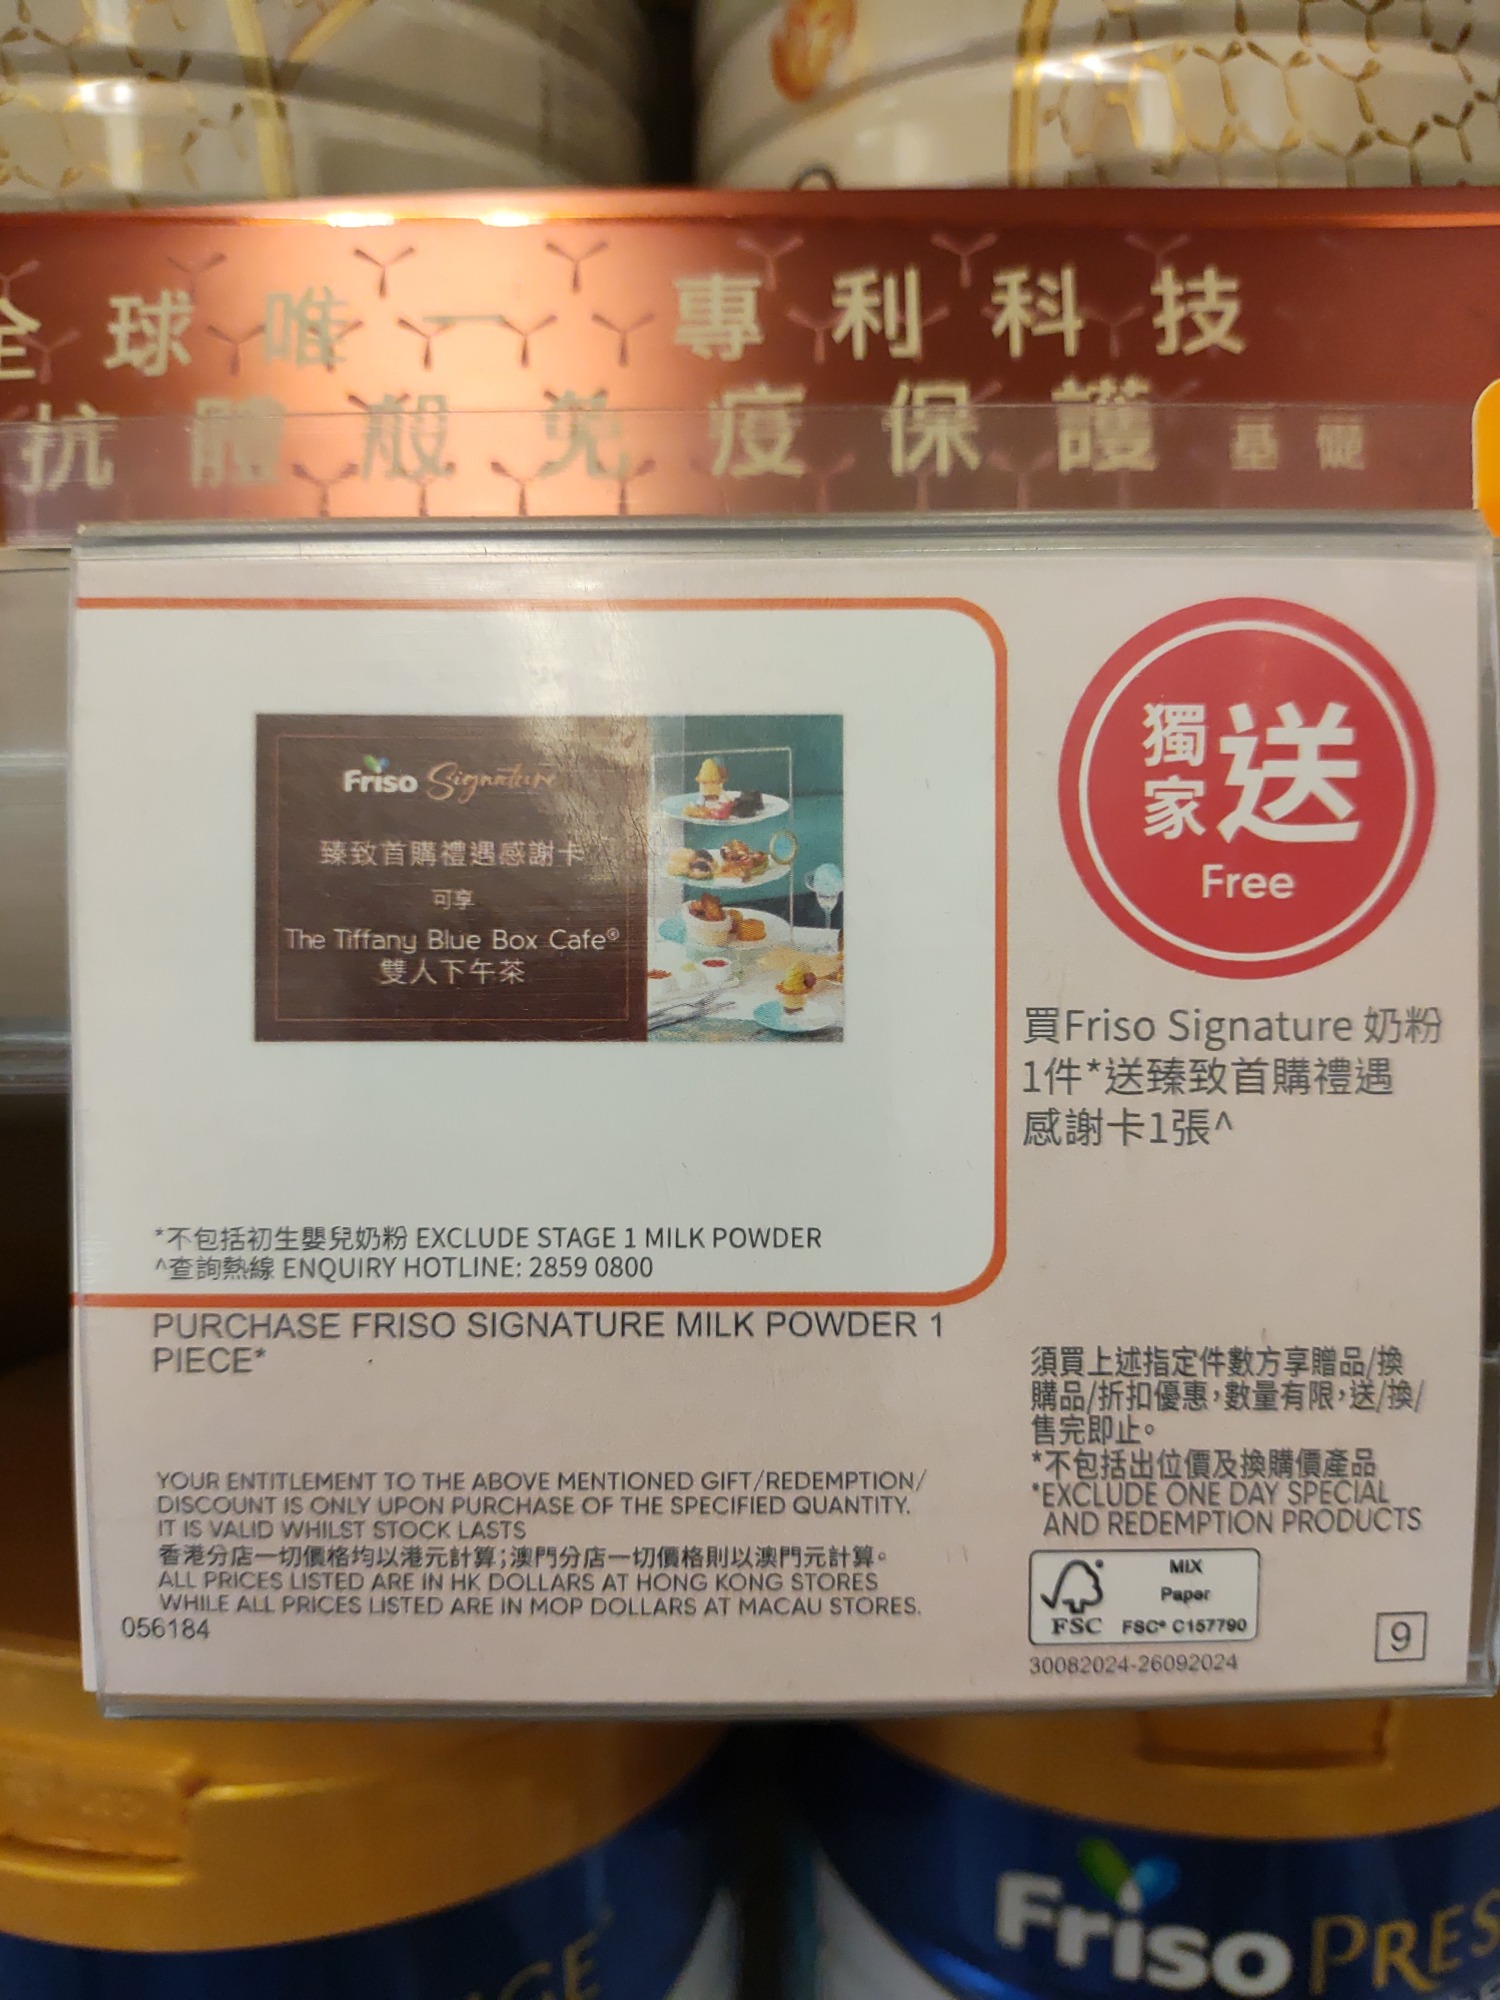 全球唯一 專利科技
抗體般免疫保護基礎
Friso Signature
臻致首購禮遇感謝卡
可享
The Tiffany Blue Box Cafe®
雙人下午茶
獨家送
Free
買Friso Signature 奶粉
1件*送臻致首購禮遇
感謝卡1張^
*不包括初生嬰兒奶粉 EXCLUDE STAGE 1 MILK POWDER
^查詢熱線 ENQUIRY HOTLINE: 2859 0800
PURCHASE FRISO SIGNATURE MILK POWDER 1
PIECE*
須買上述指定件數方享贈品/換
購品/折扣優惠，數量有限，送/換/
售完即止。
*不包括出位價及換購價產品
*EXCLUDE ONE DAY SPECIAL
AND REDEMPTION PRODUCTS
YOUR ENTITLEMENT TO THE ABOVE MENTIONED GIFT/REDEMPTION/
DISCOUNT IS ONLY UPON PURCHASE OF THE SPECIFIED QUANTITY.
IT IS VALID WHILST STOCK LASTS
香港分店一切價格均以港元計算；澳門分店一切價格則以澳門元計算。
ALL PRICES LISTED ARE IN HK DOLLARS AT HONG KONG STORES
WHILE ALL PRICES LISTED ARE IN MOP DOLLARS AT MACAU STORES.
056184
MIX
Paper
FSC FSC® C157790
30082024-26092024
9
Friso PRES
GE